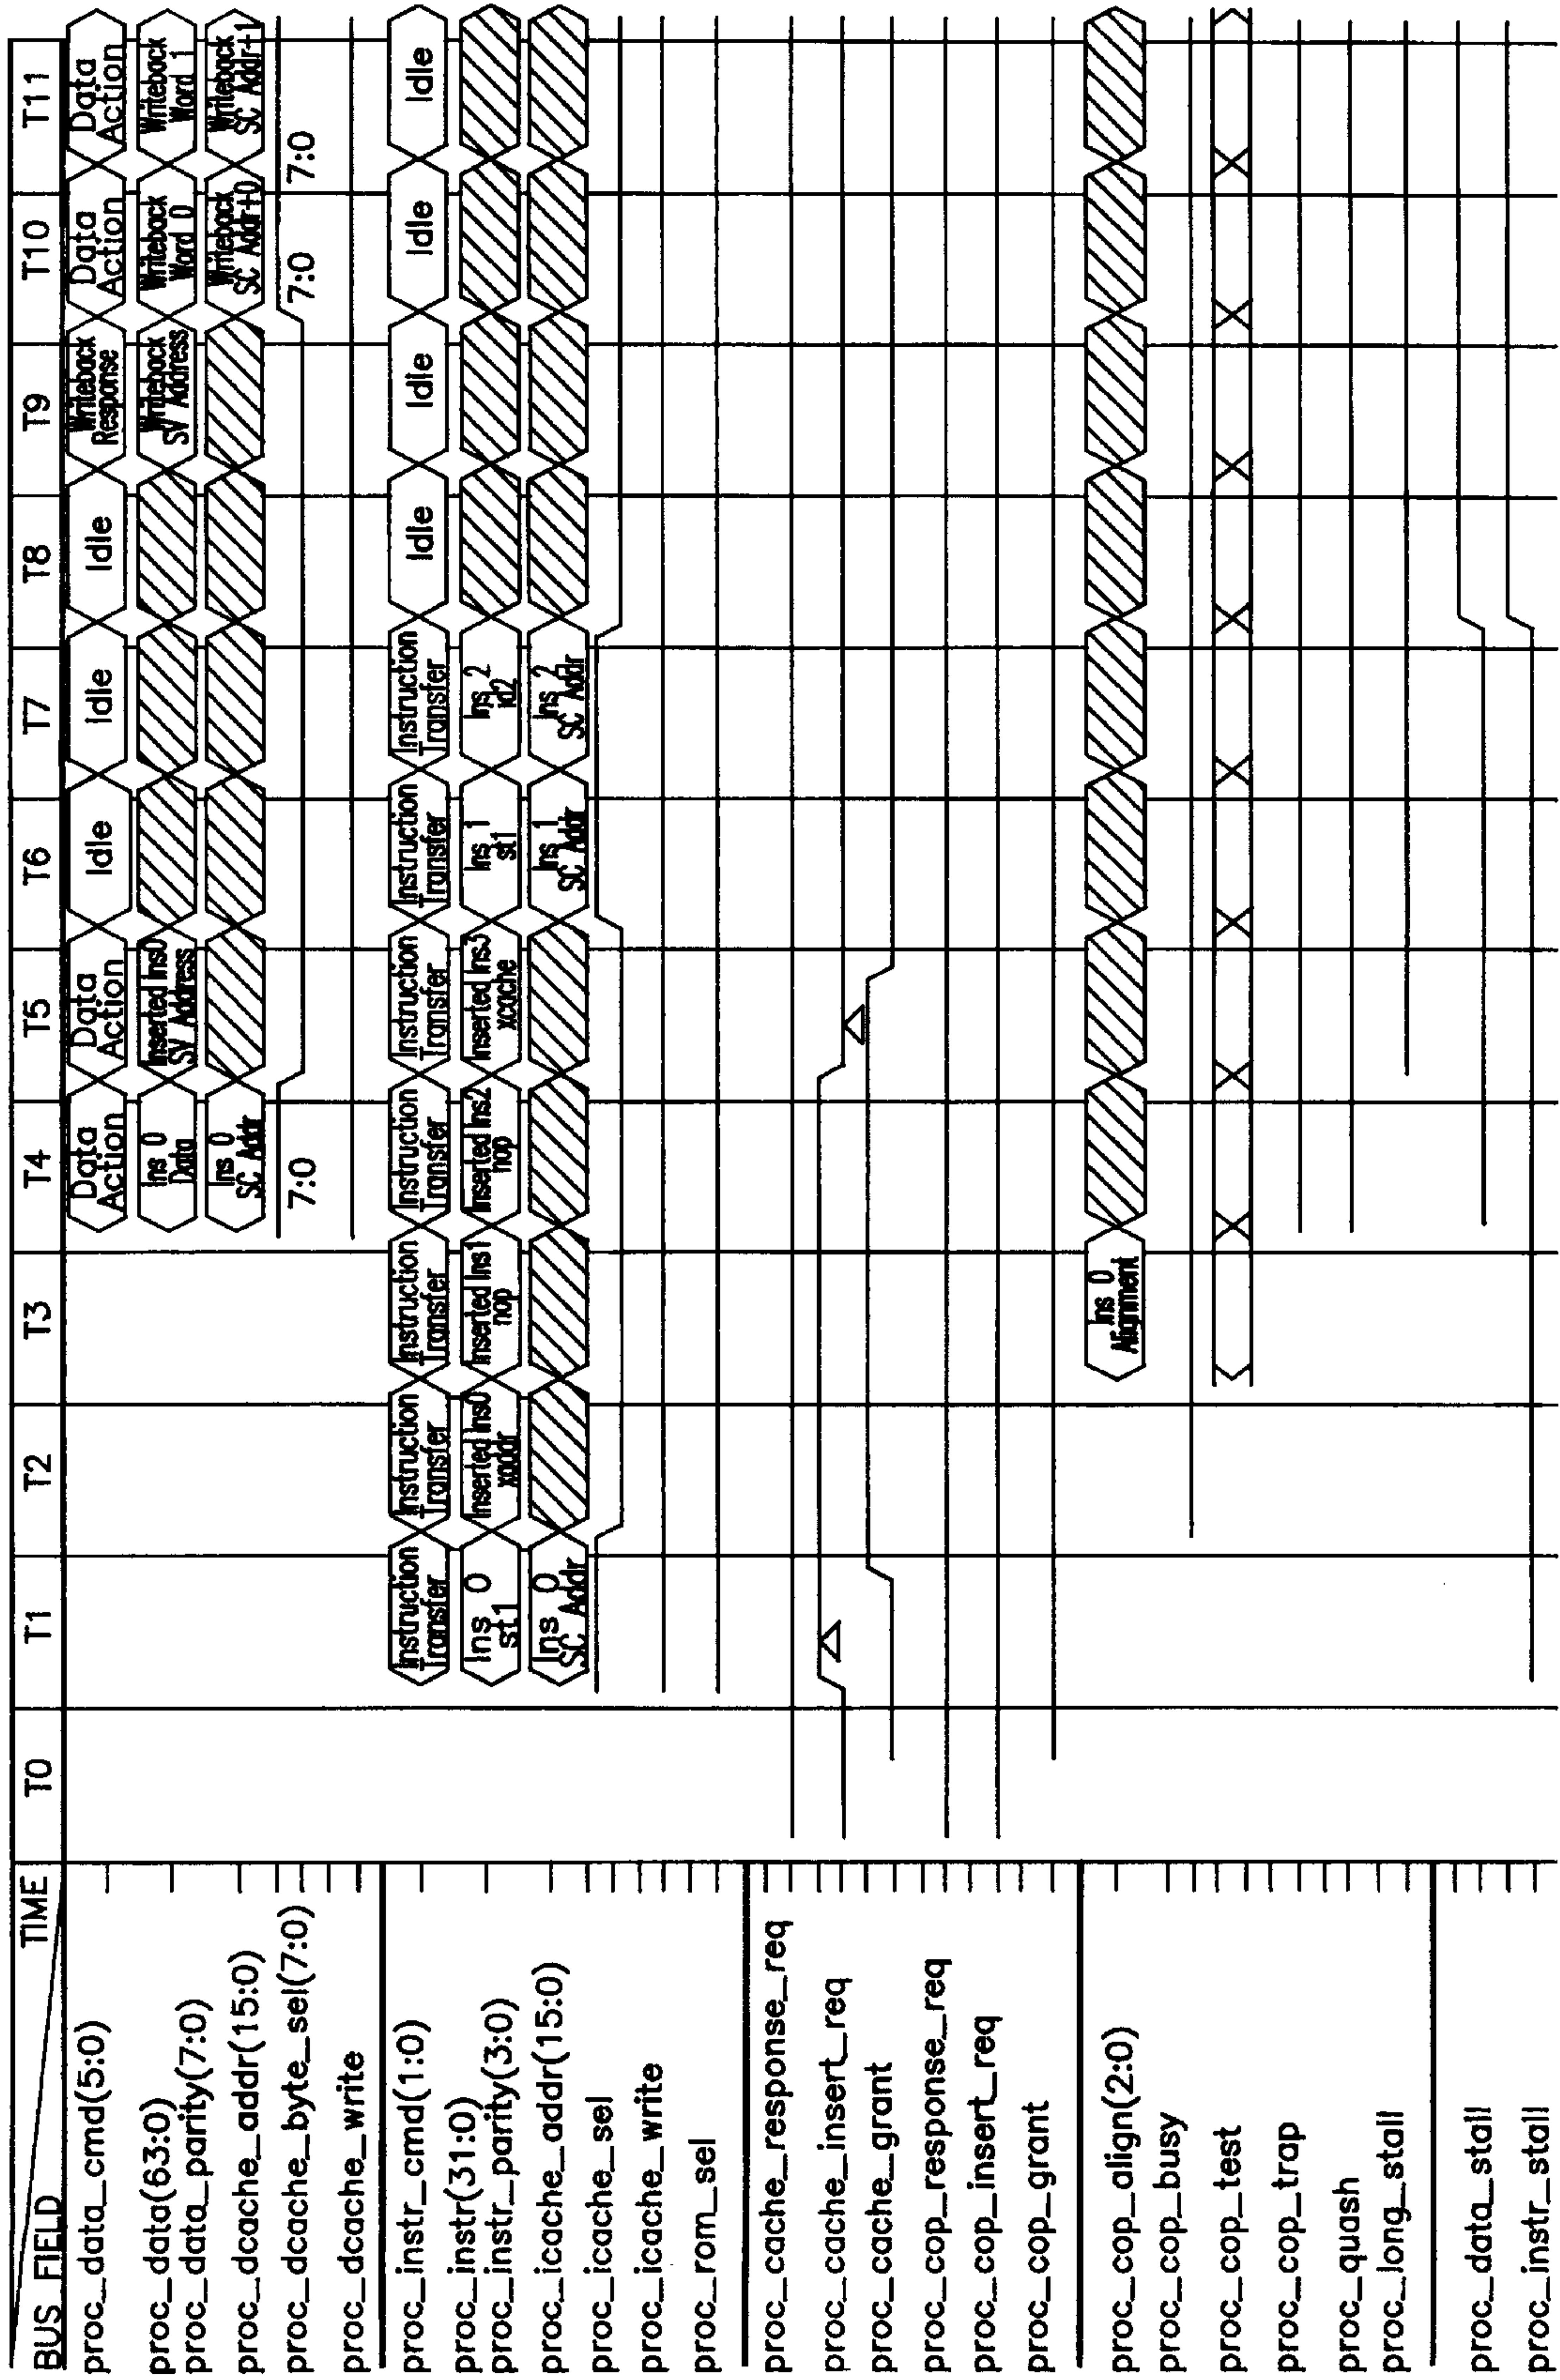 BUS FIELD TIME T0 T1 T2 T3 T4 T5 T6 T7 T8 T9 T10 T11
proc_data_cmd(5:0) Data Action Data Action Idle Idle Idle Writeback Response Data Action Data Action
proc_data(63:0) Ins 0 Data Inserted Ins0 SV Address Writeback SV Address Writeback Word 0 Writeback Word 1
proc_data_parity(7:0)
proc_dcache_addr(15:0) Ins 0 SC Addr Writeback SC Addr+0 Writeback SC Addr+1
proc_dcache_byte_sel(7:0) 7:0 7:0 7:0
proc_dcache_write
proc_instr_cmd(1:0) Instruction Transfer Instruction Transfer Instruction Transfer Instruction Transfer Instruction Transfer Instruction Transfer Instruction Transfer Idle Idle Idle Idle
proc_instr(31:0) Ins 0 st1 Inserted Ins0 xaddr Inserted Ins1 nop Inserted Ins2 nop Inserted Ins3 xcache Ins 1 st1 Ins 2 id2
proc_instr_parity(3:0)
proc_icache_addr(15:0) Ins 0 SC Addr Ins 1 SC Addr Ins 2 SC Addr
proc_icache_sel
proc_icache_write
proc_rom_sel
proc_cache_response_req
proc_cache_insert_req
proc_cache_grant
proc_cop_response_req
proc_cop_insert_req
proc_cop_grant
proc_cop_align(2:0) Ins 0 Alignment
proc_cop_busy
proc_cop_test
proc_cop_trap
proc_quash
proc_long_stall
proc_data_stall
proc_instr_stall